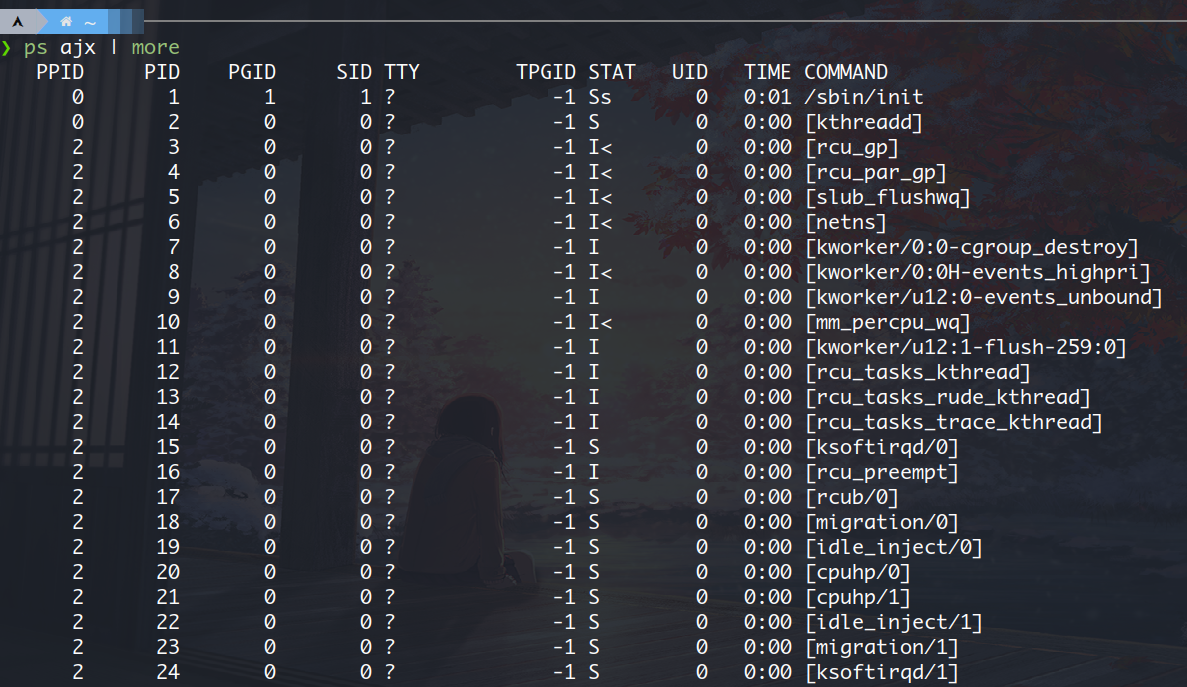 ~
❯ ps ajx | more
PPID PID PGID SID TTY TPGID STAT UID TIME COMMAND
0 1 1 1 ? -1 Ss 0 0:01 /sbin/init
0 2 0 0 ? -1 S 0 0:00 [kthreadd]
2 3 0 0 ? -1 I< 0 0:00 [rcu_gp]
2 4 0 0 ? -1 I< 0 0:00 [rcu_par_gp]
2 5 0 0 ? -1 I< 0 0:00 [slub_flushwq]
2 6 0 0 ? -1 I< 0 0:00 [netns]
2 7 0 0 ? -1 I 0 0:00 [kworker/0:0-cgroup_destroy]
2 8 0 0 ? -1 I< 0 0:00 [kworker/0:0H-events_highpri]
2 9 0 0 ? -1 I 0 0:00 [kworker/u12:0-events_unbound]
2 10 0 0 ? -1 I< 0 0:00 [mm_percpu_wq]
2 11 0 0 ? -1 I 0 0:00 [kworker/u12:1-flush-259:0]
2 12 0 0 ? -1 I 0 0:00 [rcu_tasks_kthread]
2 13 0 0 ? -1 I 0 0:00 [rcu_tasks_rude_kthread]
2 14 0 0 ? -1 I 0 0:00 [rcu_tasks_trace_kthread]
2 15 0 0 ? -1 S 0 0:00 [ksoftirqd/0]
2 16 0 0 ? -1 I 0 0:00 [rcu_preempt]
2 17 0 0 ? -1 S 0 0:00 [rcub/0]
2 18 0 0 ? -1 S 0 0:00 [migration/0]
2 19 0 0 ? -1 S 0 0:00 [idle_inject/0]
2 20 0 0 ? -1 S 0 0:00 [cpuhp/0]
2 21 0 0 ? -1 S 0 0:00 [cpuhp/1]
2 22 0 0 ? -1 S 0 0:00 [idle_inject/1]
2 23 0 0 ? -1 S 0 0:00 [migration/1]
2 24 0 0 ? -1 S 0 0:00 [ksoftirqd/1]